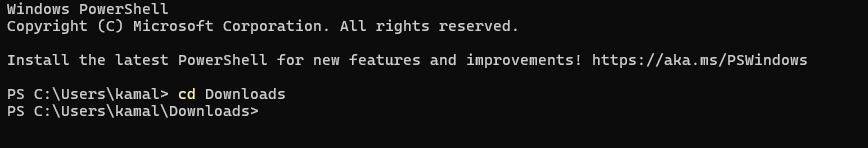 Windows PowerShell
Copyright (C) Microsoft Corporation. All rights reserved.
Install the latest PowerShell for new features and improvements! https://aka.ms/PSWindows
PS C:\Users\kamal> cd Downloads
PS C:\Users\kamal\Downloads>